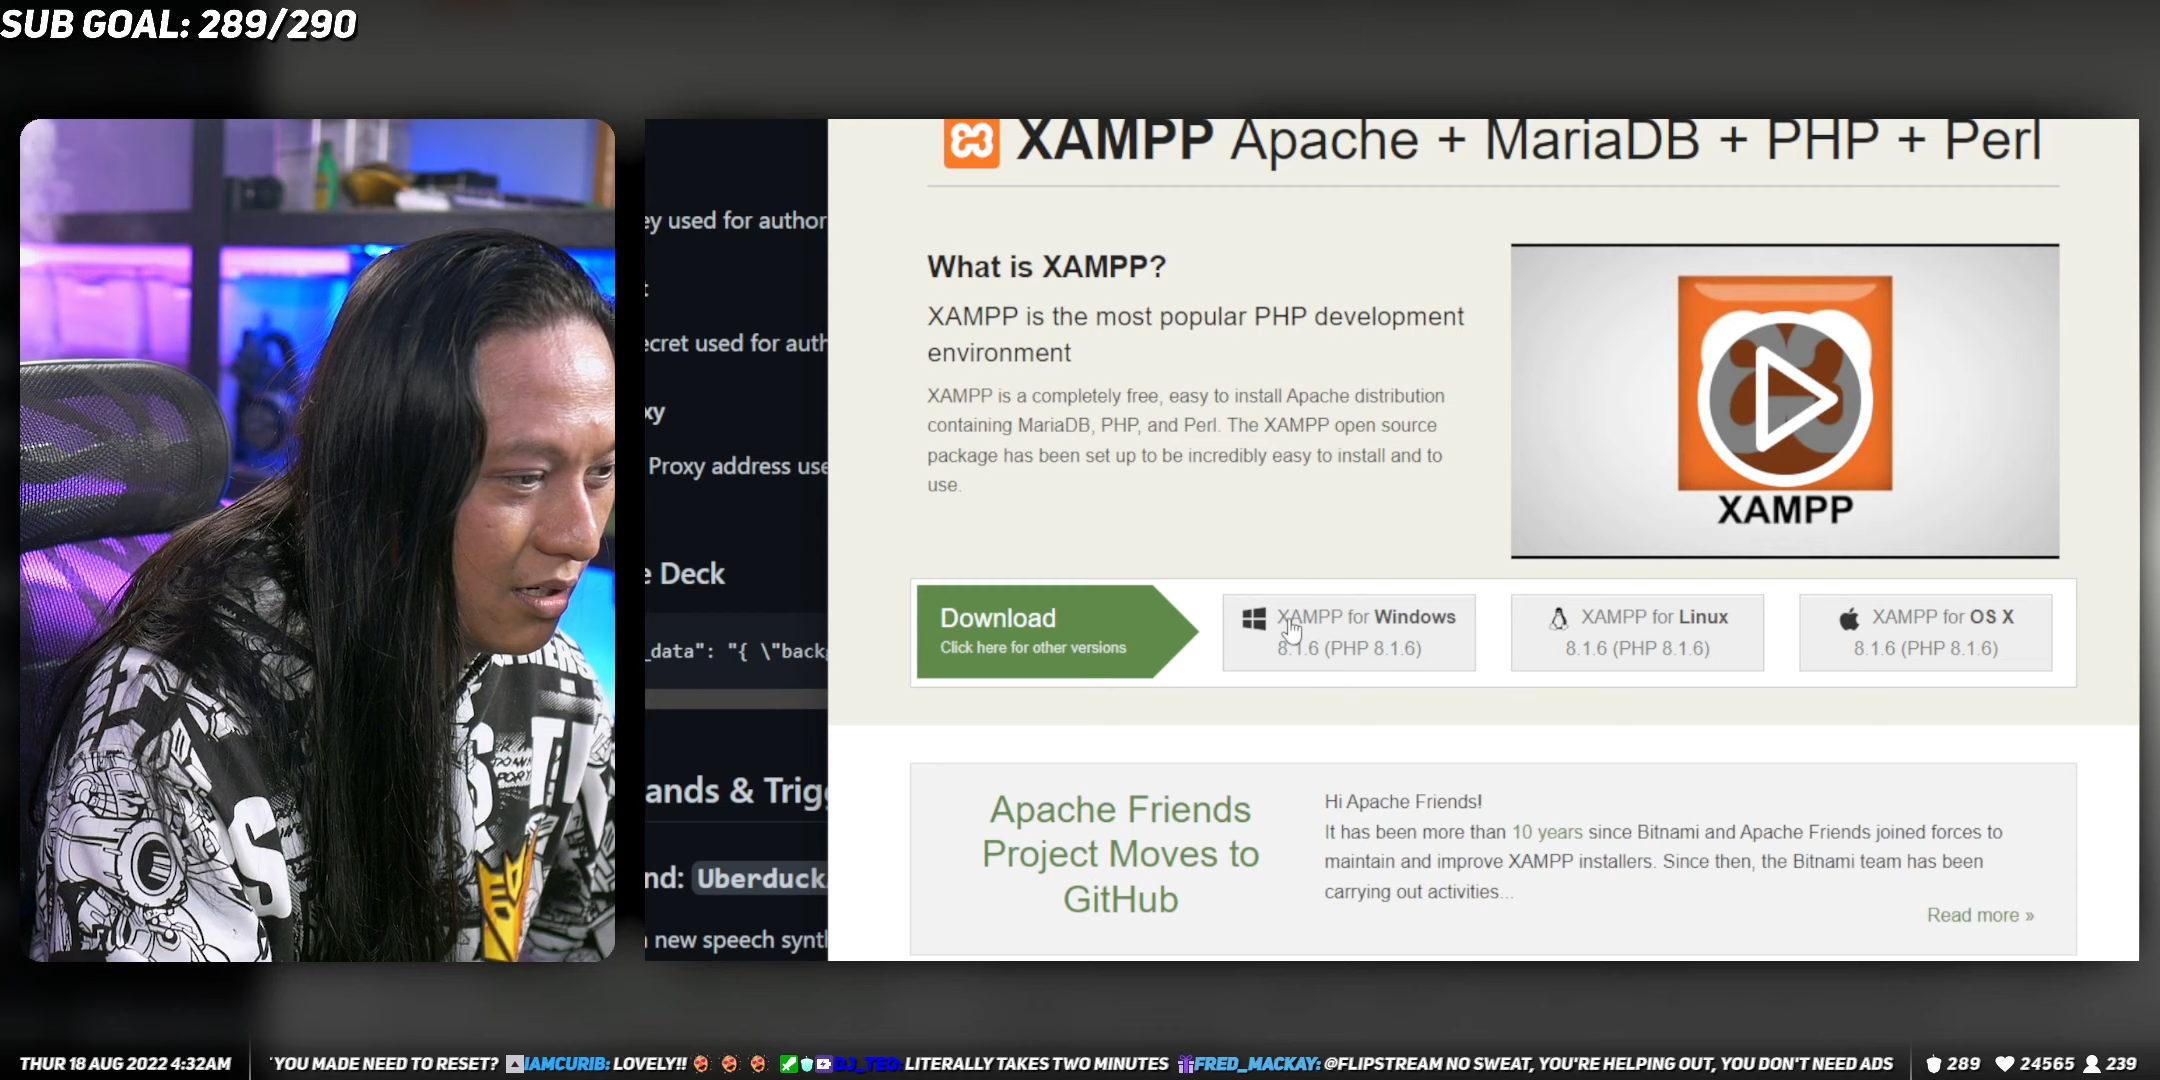 SUB GOAL: 289/290
XAMPP Apache + MariaDB + PHP + Perl
ey used for author
ecret used for auth
xy
Proxy address use
e Deck
_data": "{ \"back
ands & Trig
nd: Uberduck.
new speech synt
What is XAMPP?
XAMPP is the most popular PHP development
environment
XAMPP is a completely free, easy to install Apache distribution
containing MariaDB, PHP, and Perl. The XAMPP open source
package has been set up to be incredibly easy to install and to
use.
XAMPP
Download
Click here for other versions
XAMPP for Windows
8.1.6 (PHP 8.1.6)
XAMPP for Linux
8.1.6 (PHP 8.1.6)
XAMPP for OS X
8.1.6 (PHP 8.1.6)
Apache Friends
Project Moves to
GitHub
Hi Apache Friends!
It has been more than 10 years since Bitnami and Apache Friends joined forces to
maintain and improve XAMPP installers. Since then, the Bitnami team has been
carrying out activities...
Read more »
THUR 18 AUG 2022 4:32AM
YOU MADE NEED TO RESET? IAMCURIB: LOVELY!! DJ_TEO: LITERALLY TAKES TWO MINUTES FRED_MACKAY: @FLIPSTREAM NO SWEAT, YOU'RE HELPING OUT, YOU DON'T NEED ADS
289 24565 239